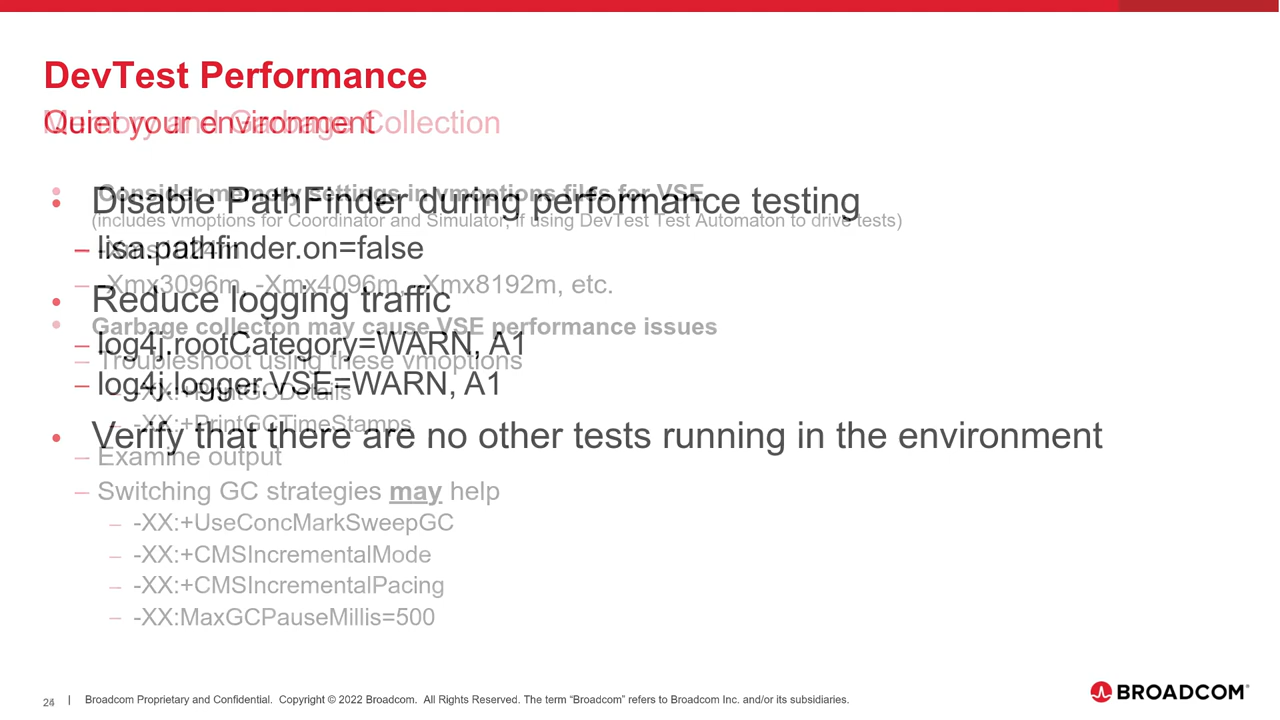 DevTest Performance
Quiet your environment
Memory and Garbage Collection
• Disable PathFinder during performance testing
– lisa.pathfinder.on=false
• Reduce logging traffic
– log4j.rootCategory=WARN, A1
– log4j.logger.VSE=WARN, A1
• Verify that there are no other tests running in the environment
• Consider memory settings in vmoptions files for VSE
(includes vmoptions for Coordinator and Simulator, if using DevTest Test Automaton to drive tests)
– -Xmx3096m, -Xmx4096m, -Xmx8192m, etc.
• Garbage collecton may cause VSE performance issues
– Troubleshoot using these vmoptions
– -XX:+PrintGCDetails
– -XX:+PrintGCTimeStamps
– Examine output
– Switching GC strategies may help
– -XX:+UseConcMarkSweepGC
– -XX:+CMSIncrementalMode
– -XX:+CMSIncrementalPacing
– -XX:MaxGCPauseMillis=500
| Broadcom Proprietary and Confidential. Copyright © 2022 Broadcom. All Rights Reserved. The term “Broadcom” refers to Broadcom Inc. and/or its subsidiaries.
BROADCOM®